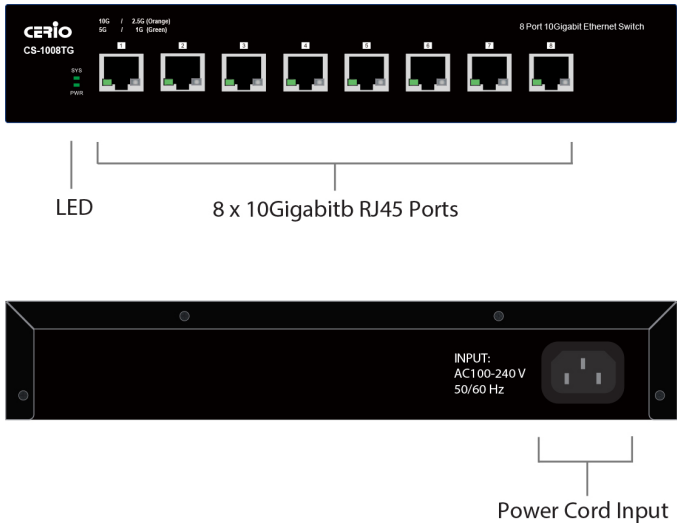 CERIO
CS-1008TG
10G / 2.5G (Orange)
5G / 1G (Green)
8 Port 10Gigabit Ethernet Switch
1 2 3 4 5 6 7 8
SYS
PWR
LED
8 x 10Gigabitb RJ45 Ports
INPUT:
AC100-240 V
50/60 Hz
Power Cord Input